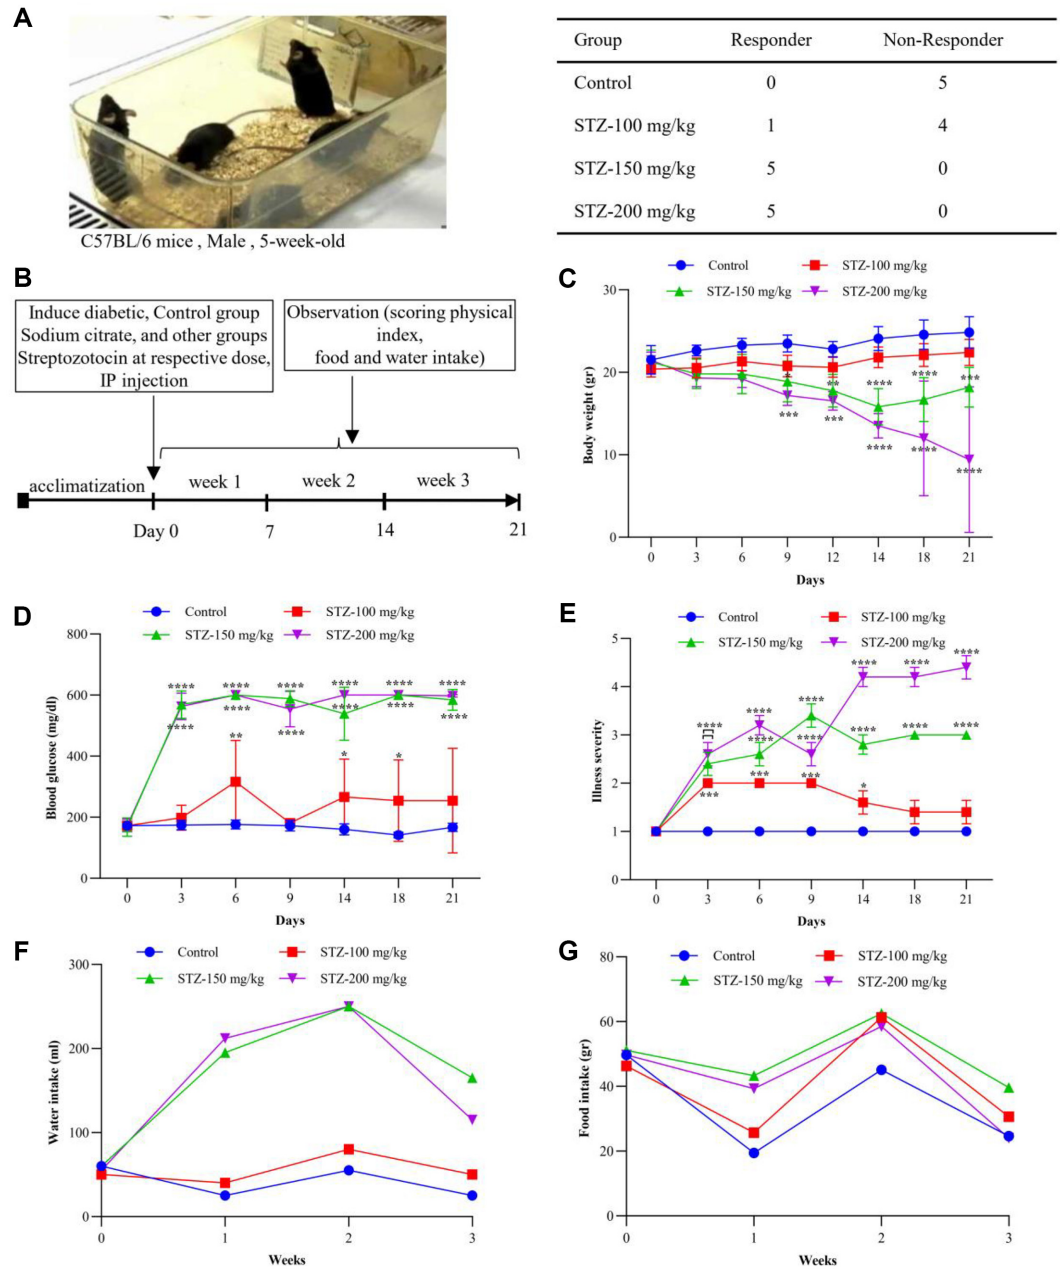 A
C57BL/6 mice , Male , 5-week-old
Group Responder Non-Responder
Control 0 5
STZ-100 mg/kg 1 4
STZ-150 mg/kg 5 0
STZ-200 mg/kg 5 0
B
Induce diabetic, Control group
Sodium citrate, and other groups
Streptozotocin at respective dose,
IP injection
Observation (scoring physical
index,
food and water intake)
acclimatization week 1 week 2 week 3
Day 0 7 14 21
C
Control STZ-100 mg/kg
STZ-150 mg/kg STZ-200 mg/kg
Body weight (gr)
30
20
10
0
* ** **** **** ***
*** *** **** **** ****
0 3 6 9 12 14 18 21
Days
D
Control STZ-100 mg/kg
STZ-150 mg/kg STZ-200 mg/kg
Blood glucose (mg/dl)
800
600
400
200
0
**** **** **** **** **** ****
**** **** **** **** **** ****
** * *
0 3 6 9 14 18 21
Days
E
Control STZ-100 mg/kg
STZ-150 mg/kg STZ-200 mg/kg
Illness severity
5
4
3
2
1
0
**** **** **** **** **** ****
**** **** **** **** ****
*** *** *** *
0 3 6 9 14 18 21
Days
F
Control STZ-100 mg/kg
STZ-150 mg/kg STZ-200 mg/kg
Water intake (ml)
300
200
100
0
0 1 2 3
Weeks
G
Control STZ-100 mg/kg
STZ-150 mg/kg STZ-200 mg/kg
Food intake (gr)
80
60
40
20
0
0 1 2 3
Weeks